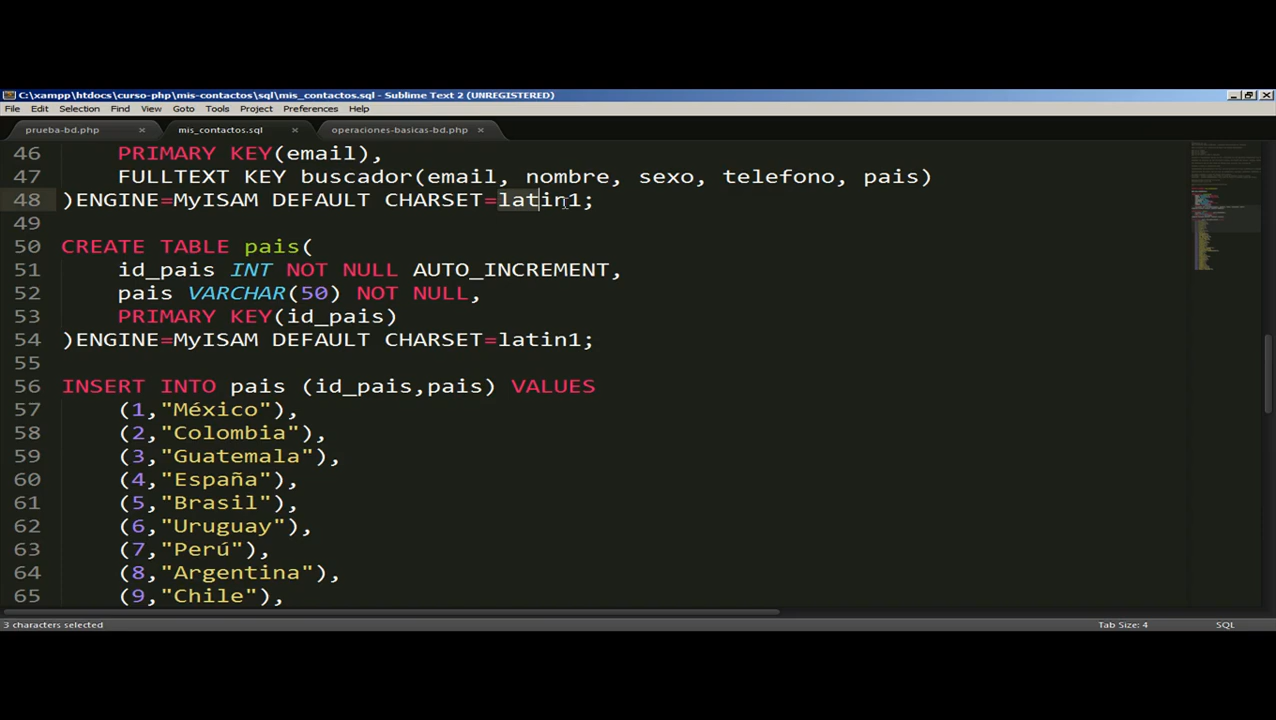 C:\xampp\htdocs\curso-php\mis-contactos\sql\mis_contactos.sql - Sublime Text 2 (UNREGISTERED)
File Edit Selection Find View Goto Tools Project Preferences Help
prueba-bd.php × mis_contactos.sql × operaciones-basicas-bd.php ×
46 PRIMARY KEY(email),
47 FULLTEXT KEY buscador(email, nombre, sexo, telefono, pais)
48 )ENGINE=MyISAM DEFAULT CHARSET=latin1;
49
50 CREATE TABLE pais(
51 id_pais INT NOT NULL AUTO_INCREMENT,
52 pais VARCHAR(50) NOT NULL,
53 PRIMARY KEY(id_pais)
54 )ENGINE=MyISAM DEFAULT CHARSET=latin1;
55
56 INSERT INTO pais (id_pais,pais) VALUES
57 (1,"México"),
58 (2,"Colombia"),
59 (3,"Guatemala"),
60 (4,"España"),
61 (5,"Brasil"),
62 (6,"Uruguay"),
63 (7,"Perú"),
64 (8,"Argentina"),
65 (9,"Chile"),
3 characters selected Tab Size: 4 SQL